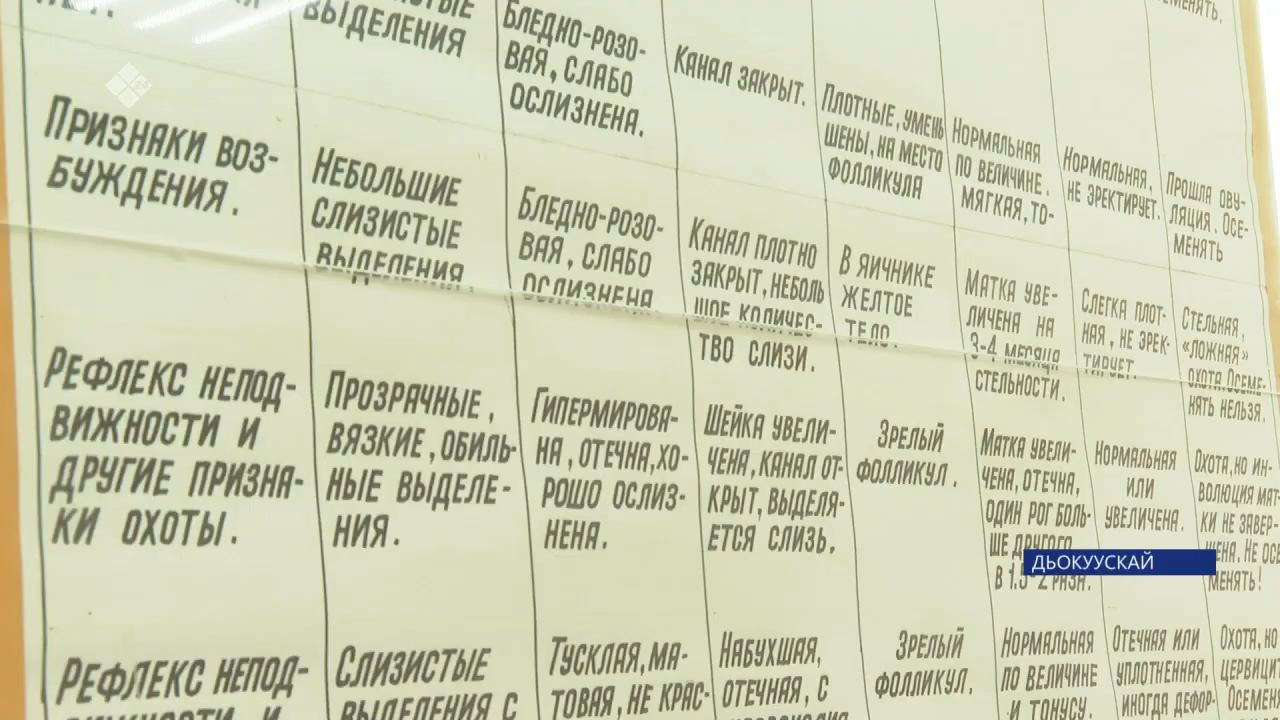 ВЫДЕЛЕНИЯ
БЛЕДНО-РОЗО-
ВАЯ, СЛАБО
ОСЛИЗНЕНА.
КАНАЛ ЗАКРЫТ.
ПЛОТНЫЕ, УМЕНЬ
ШЕНЫ, НА МЕСТО
ФОЛЛИКУЛА
НОРМАЛЬНАЯ
ПО ВЕЛИЧИНЕ.
МЯГКАЯ, ТО-
НОРМАЛЬНАЯ,
НЕ ЭРЕКТИРУЕТ.
ПРОШЛА ОВУ-
ЛЯЦИЯ. ОСЕ-
МЕНЯТЬ
ПРИЗНАКИ ВОЗ-
БУЖДЕНИЯ.
НЕБОЛЬШИЕ
СЛИЗИСТЫЕ
ВЫДЕЛЕНИЯ.
БЛЕДНО-РОЗО-
ВАЯ, СЛАБО
ОСЛИЗНЕНА
КАНАЛ ПЛОТНО
ЗАКРЫТ, НЕБОЛЬ
ШОЕ КОЛИЧЕС-
ТВО СЛИЗИ.
В ЯИЧНИКЕ
ЖЕЛТОЕ
ТЕЛО.
МАТКА УВЕ-
ЛИЧЕНА НА
3-4 МЕСЯЦА
СТЕЛЬНОСТИ.
СЛЕГКА ПЛОТ-
НАЯ, НЕ ЭРЕК-
ТИРУЕТ.
СТЕЛЬНАЯ,
«ЛОЖНАЯ»
ОХОТА. ОСЕМЕ-
НЯТЬ НЕЛЬЗЯ.
РЕФЛЕКС НЕПОД-
ВИЖНОСТИ И
ДРУГИЕ ПРИЗНА-
КИ ОХОТЫ.
ПРОЗРАЧНЫЕ,
ВЯЗКИЕ, ОБИЛЬ-
НЫЕ ВЫДЕЛЕ-
НИЯ.
ГИПЕРМИРОВА-
НА, ОТЕЧНА, ХО-
РОШО ОСЛИЗ-
НЕНА.
ШЕЙКА УВЕЛИ-
ЧЕНА, КАНАЛ ОТ-
КРЫТ, ВЫДЕЛЯ-
ЕТСЯ СЛИЗЬ.
ЗРЕЛЫЙ
ФОЛЛИКУЛ.
МАТКА УВЕЛИ-
ЧЕНА, ОТЕЧНА,
ОДИН РОГ БОЛЬ-
ШЕ ДРУГОГО
В 1.5-2 РАЗА.
НОРМАЛЬНАЯ
ИЛИ
УВЕЛИЧЕНА.
ОХОТА, НО ИН-
ВОЛЮЦИЯ МАТ-
КИ НЕ ЗАВЕР-
ШЕНА. НЕ ОСЕ
МЕНЯТЬ!
ДЬОКУУСКАЙ
РЕФЛЕКС НЕПОД-
СЛИЗИСТЫЕ
ВЫДЕЛЕНИЯ С
ТУСКЛАЯ, МА-
ТОВАЯ, НЕ КРАС-
НАБУХШАЯ,
ОТЕЧНАЯ, С
ЗРЕЛЫЙ
ФОЛЛИКУЛ.
НОРМАЛЬНАЯ
ПО ВЕЛИЧИНЕ
И ТОНУСУ.
ОТЕЧНАЯ ИЛИ
УПЛОТНЕННАЯ,
ИНОГДА ДЕФОР-
ОХОТА, НО
ЦЕРВИЦИТ
ОСЕМЕН